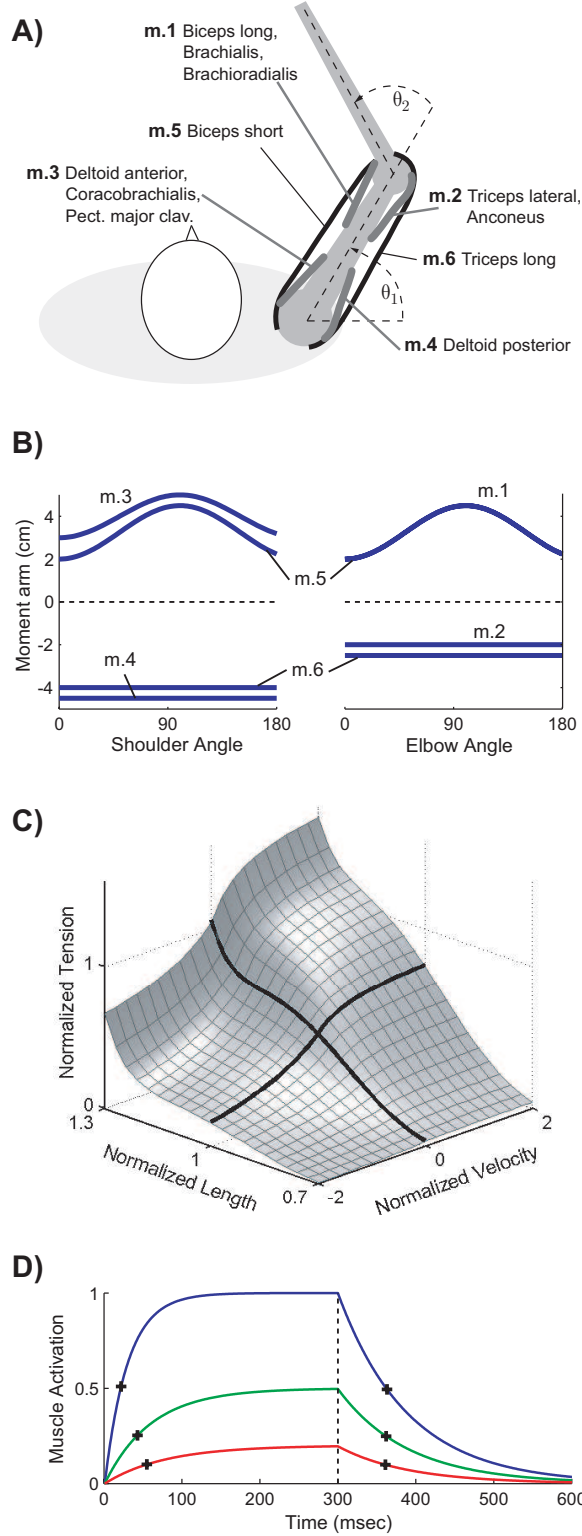 A)
m.1 Biceps long,
Brachialis,
Brachioradialis
θ2
m.5 Biceps short
m.3 Deltoid anterior,
Coracobrachialis,
Pect. major clav.
m.2 Triceps lateral,
Anconeus
m.6 Triceps long
θ1
m.4 Deltoid posterior
B)
Moment arm (cm)
4
2
0
-2
-4
m.3
m.1
m.5
m.2
m.4
m.6
0 90 180
0 90 180
Shoulder Angle
Elbow Angle
C)
Normalized Tension
1
0
1.3
1
0.7
Normalized Length
-2
0
2
Normalized Velocity
D)
Muscle Activation
1
0.5
0
0 100 200 300 400 500 600
Time (msec)